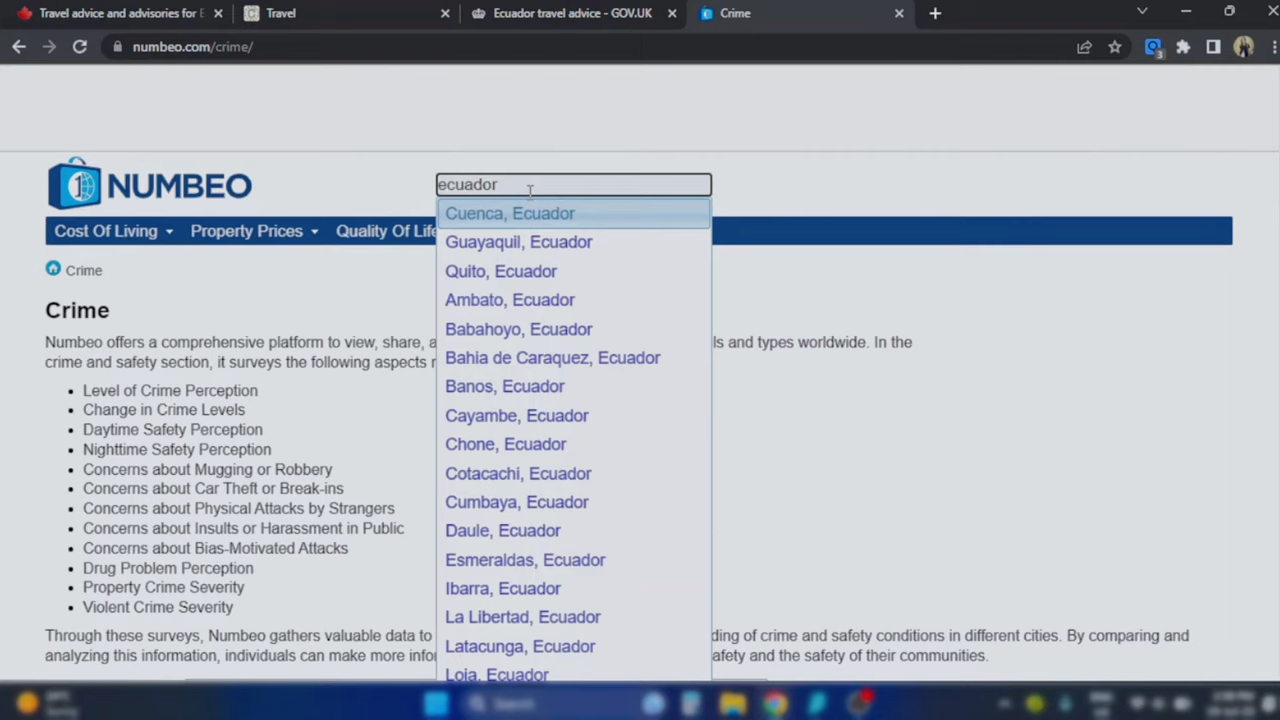 Travel advice and advisories for E
Travel
Ecuador travel advice - GOV.UK
Crime
numbeo.com/crime/
3
NUMBEO
ecuador
Cost Of Living
Property Prices
Quality Of Life
Cuenca, Ecuador
Guayaquil, Ecuador
Quito, Ecuador
Ambato, Ecuador
Babahoyo, Ecuador
Bahia de Caraquez, Ecuador
Banos, Ecuador
Cayambe, Ecuador
Chone, Ecuador
Cotacachi, Ecuador
Cumbaya, Ecuador
Daule, Ecuador
Esmeraldas, Ecuador
Ibarra, Ecuador
La Libertad, Ecuador
Latacunga, Ecuador
Loja, Ecuador
Crime
Crime
Numbeo offers a comprehensive platform to view, share, a ls and types worldwide. In the
crime and safety section, it surveys the following aspects r
Level of Crime Perception
Change in Crime Levels
Daytime Safety Perception
Nighttime Safety Perception
Concerns about Mugging or Robbery
Concerns about Car Theft or Break-ins
Concerns about Physical Attacks by Strangers
Concerns about Insults or Harassment in Public
Concerns about Bias-Motivated Attacks
Drug Problem Perception
Property Crime Severity
Violent Crime Severity
Through these surveys, Numbeo gathers valuable data to ding of crime and safety conditions in different cities. By comparing and
analyzing this information, individuals can make more infor afety and the safety of their communities.
Search